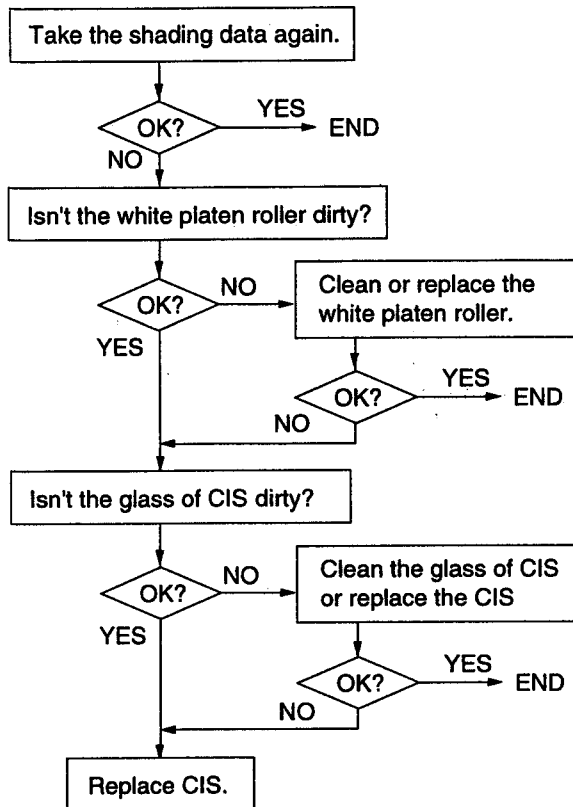 Take the shading data again.
OK?
YES
END
NO
Isn't the white platen roller dirty?
OK?
NO
Clean or replace the
white platen roller.
YES
OK?
YES
END
NO
Isn't the glass of CIS dirty?
OK?
NO
Clean the glass of CIS
or replace the CIS
YES
OK?
YES
END
NO
Replace CIS.